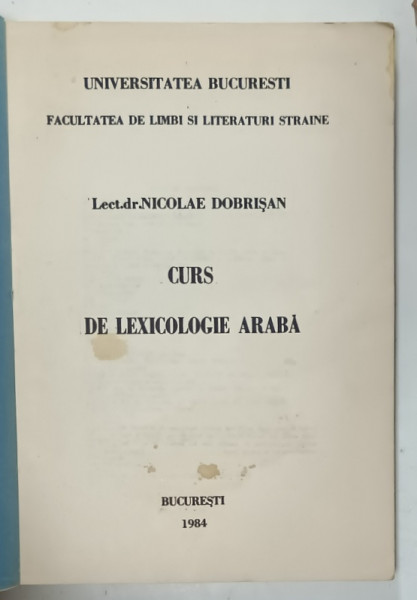 UNIVERSITATEA BUCURESTI
FACULTATEA DE LIMBI SI LITERATURI STRAINE
Lect.dr.NICOLAE DOBRIŞAN
CURS
DE LEXICOLOGIE ARABĂ
BUCUREŞTI
1984